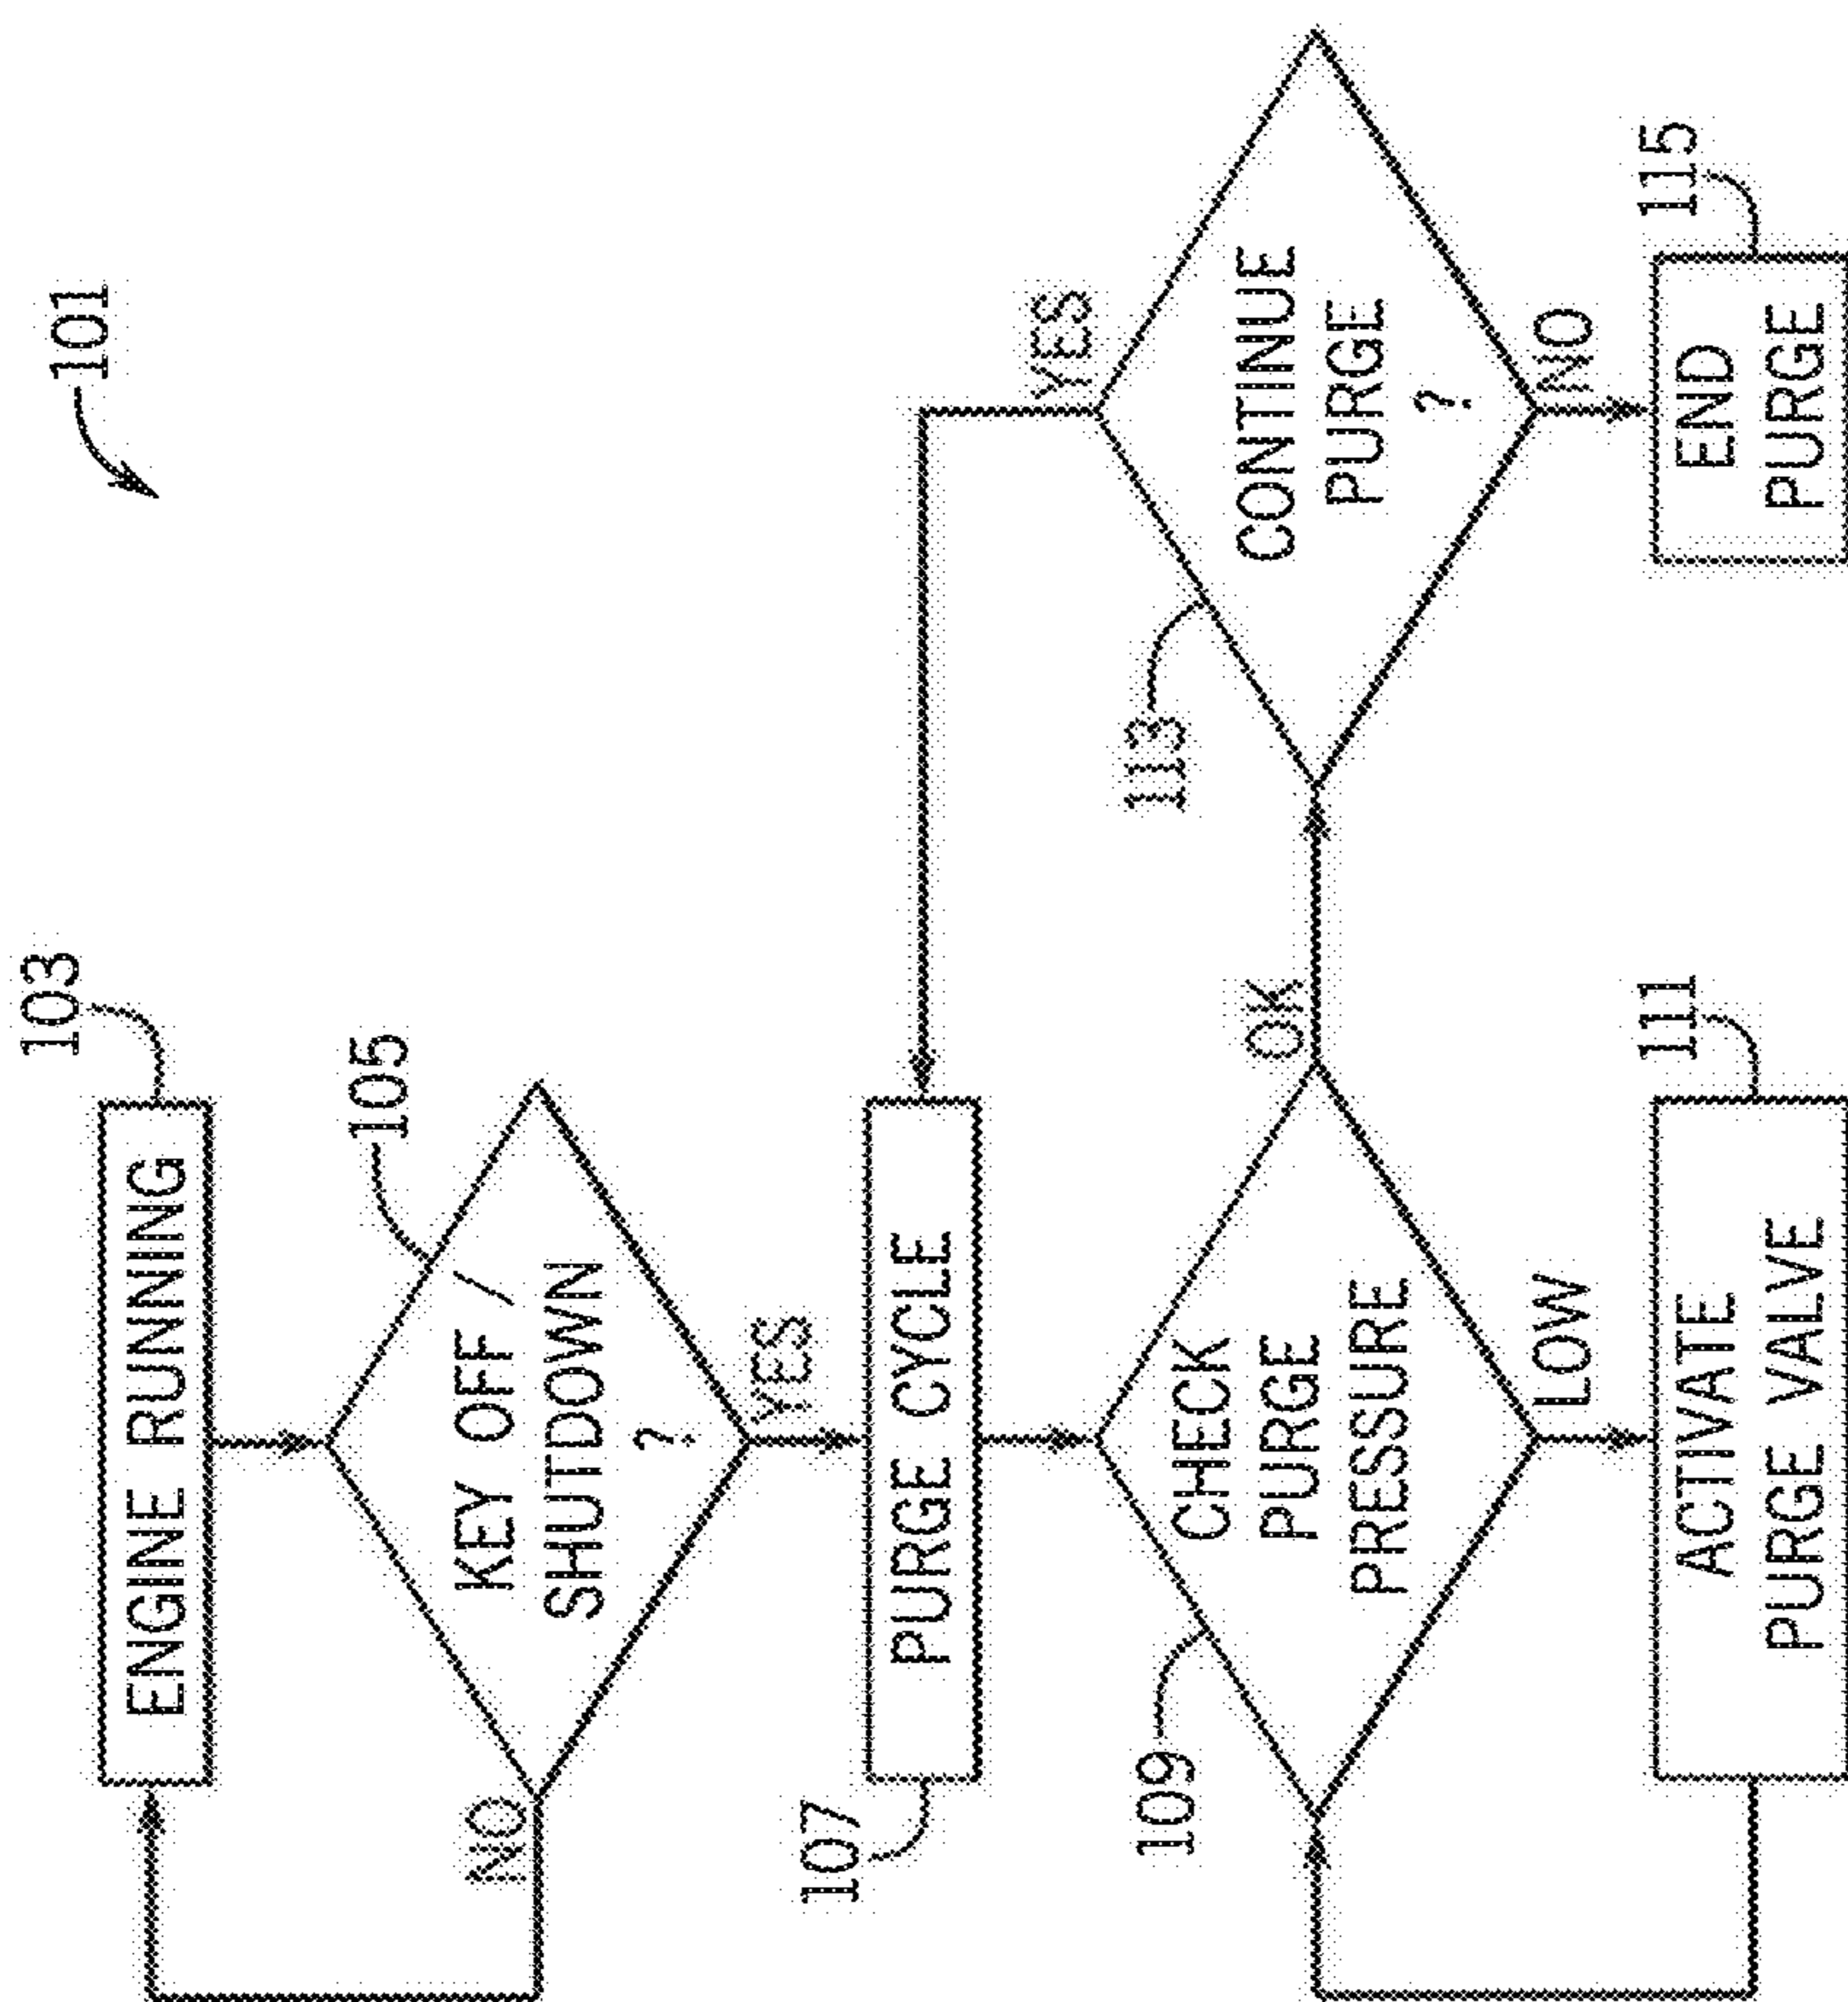 101
103
ENGINE RUNNING
105
KEY OFF /
SHUTDOWN
?
NO
YES
107
PURGE CYCLE
109
CHECK
PURGE
PRESSURE
OK
LOW
111
ACTIVATE
PURGE VALVE
113
CONTINUE
PURGE
?
YES
NO
115
END
PURGE